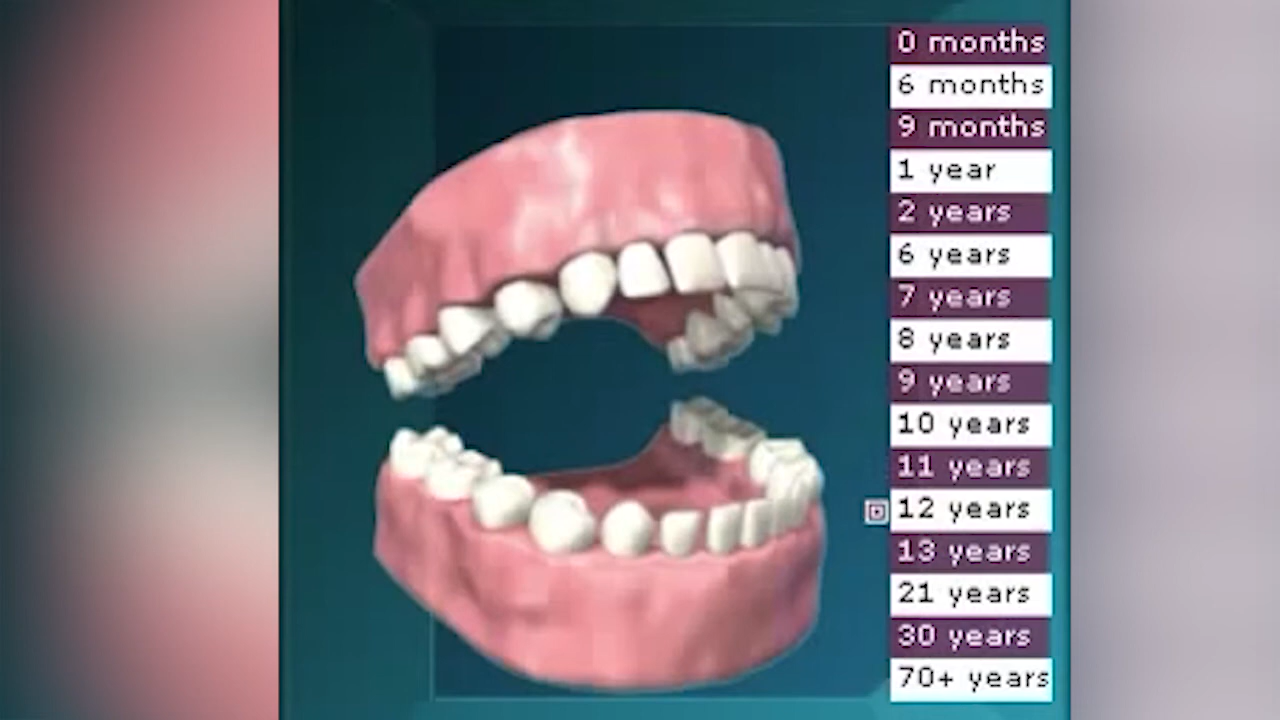 0 months
6 months
9 months
1 year
2 years
6 years
7 years
8 years
9 years
10 years
11 years
12 years
13 years
21 years
30 years
70+ years